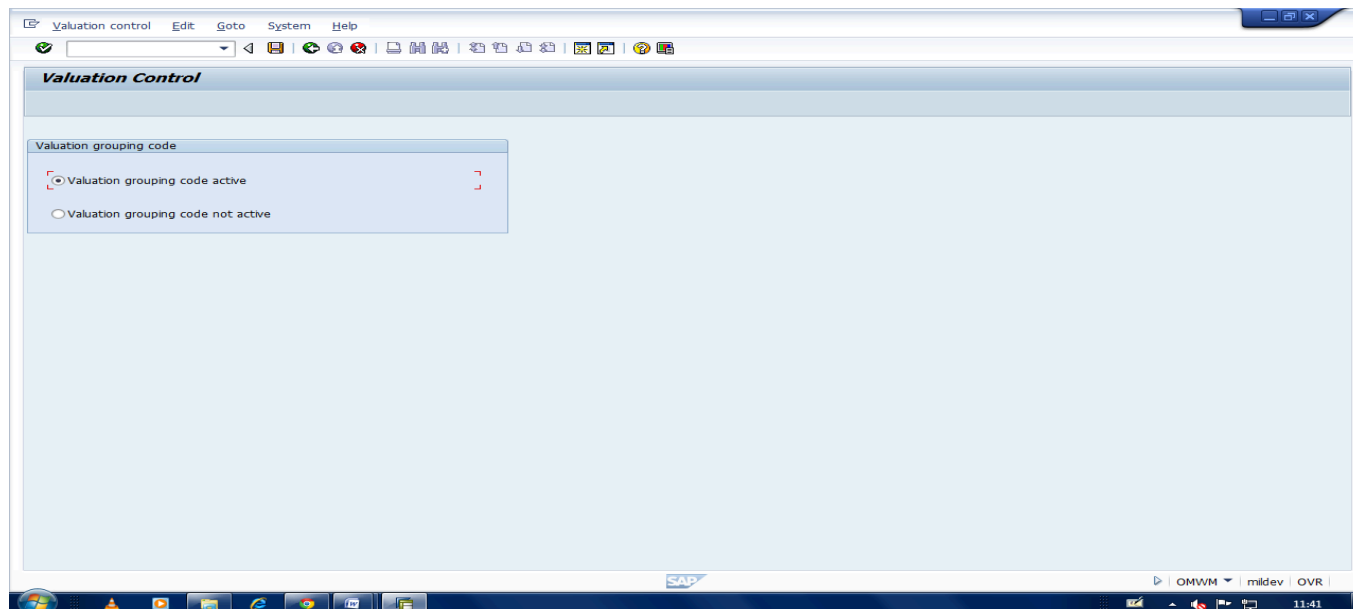 Valuation control Edit Goto System Help
Valuation Control
Valuation grouping code
Valuation grouping code active
Valuation grouping code not active
SAP
OMWM mildev OVR
11:41